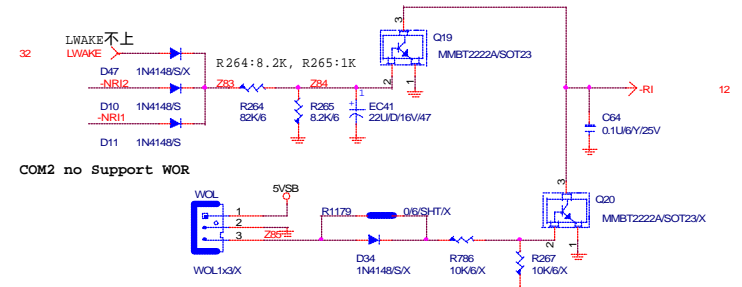 LWAKE不上
32
LWAKE
D47 1N4148/S/X
-NRI2
D10 1N4148/S
-NRI1
D11 1N4148/S
R264:8.2K, R265:1K
Z83
Z84
R264
82K/6
R265
8.2K/6
1
+
EC41
22U/D/16V/47
3
2
1
Q19
MMBT2222A/SOT23
-RI
12
C64
0.1U/6/Y/25V
COM2 no Support WOR
WOL
1
2
3
WOL1x3/X
5VSB
Z85
R1179
0/6/SHT/X
D34
1N4148/S/X
R786
10K/6/X
R267
10K/6/X
3
2
1
Q20
MMBT2222A/SOT23/X